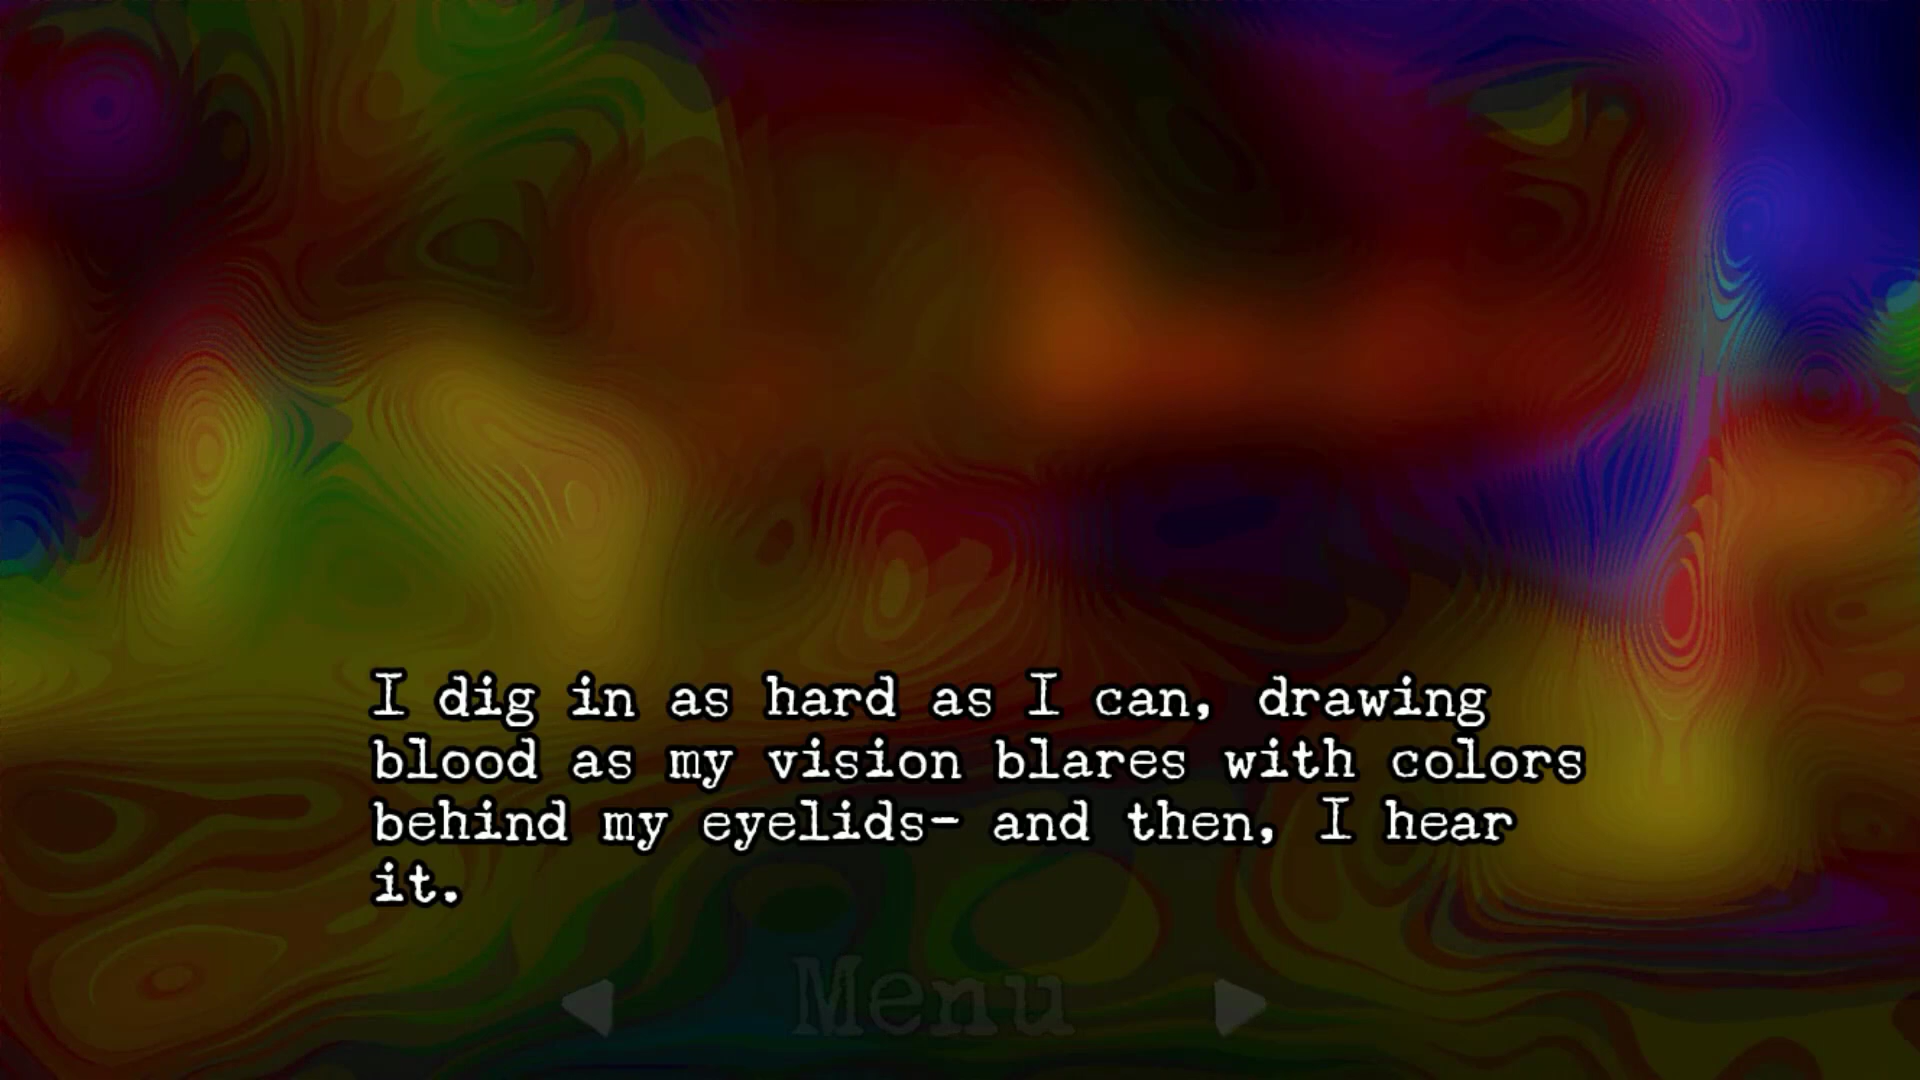 I dig in as hard as I can, drawing
blood as my vision blares with colors
behind my eyelids- and then, I hear
it.
Menu